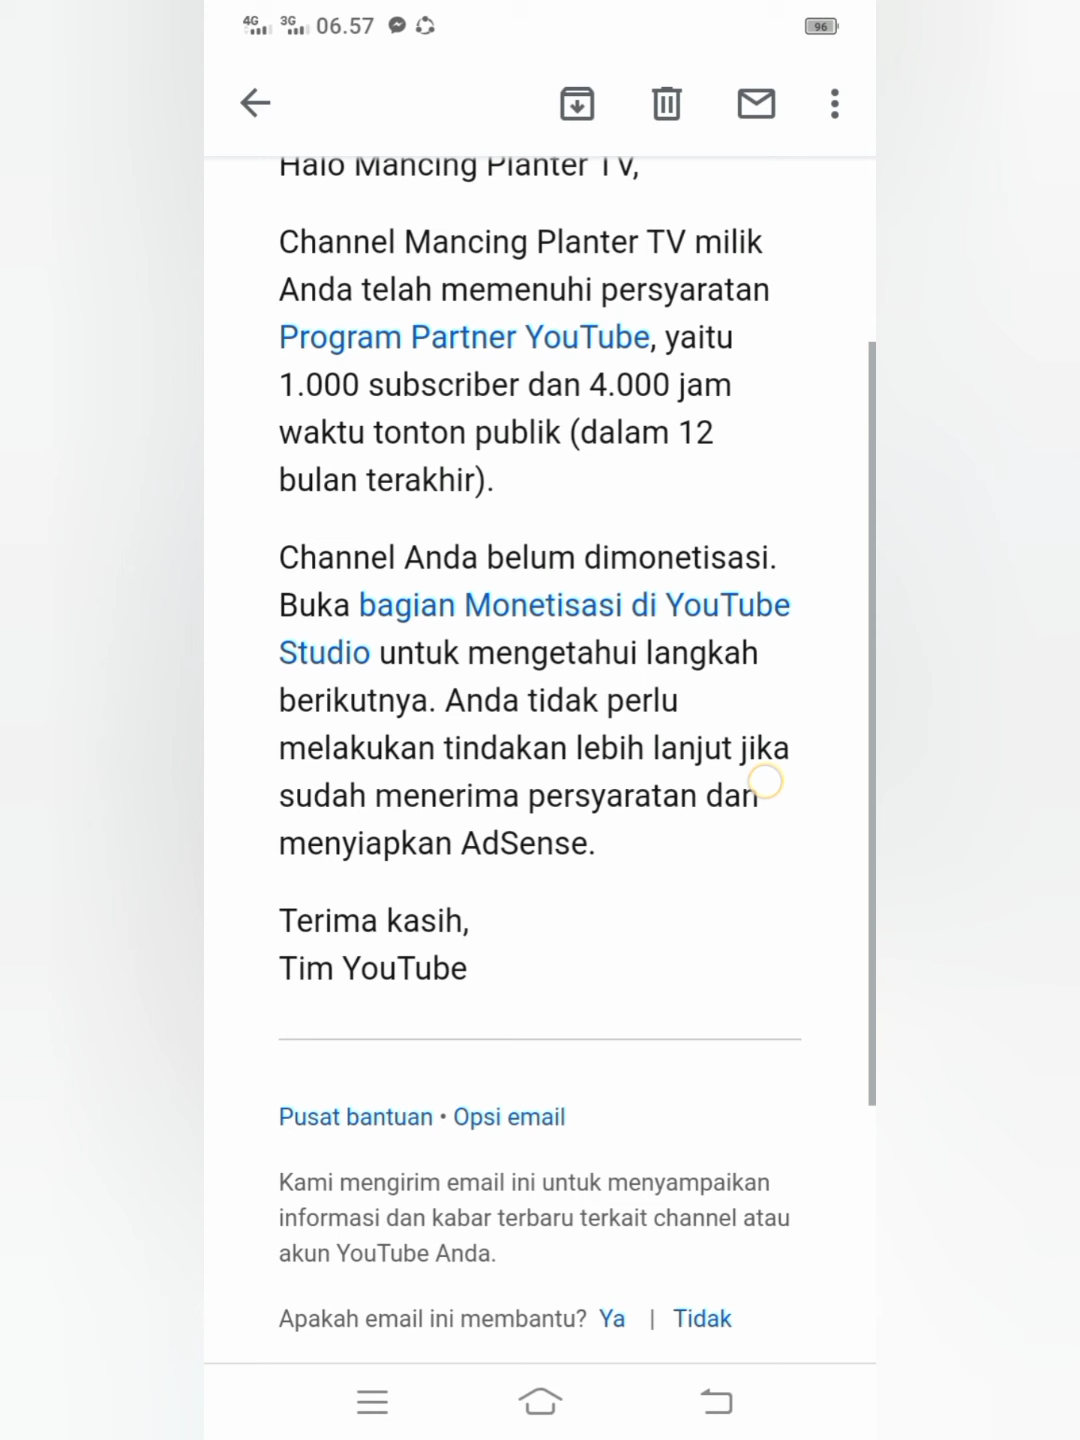 4G 3G 06.57 96
Halo Mancing Planter TV,
Channel Mancing Planter TV milik
Anda telah memenuhi persyaratan
Program Partner YouTube, yaitu
1.000 subscriber dan 4.000 jam
waktu tonton publik (dalam 12
bulan terakhir).
Channel Anda belum dimonetisasi.
Buka bagian Monetisasi di YouTube
Studio untuk mengetahui langkah
berikutnya. Anda tidak perlu
melakukan tindakan lebih lanjut jika
sudah menerima persyaratan dan
menyiapkan AdSense.
Terima kasih,
Tim YouTube
Pusat bantuan • Opsi email
Kami mengirim email ini untuk menyampaikan
informasi dan kabar terbaru terkait channel atau
akun YouTube Anda.
Apakah email ini membantu? Ya | Tidak